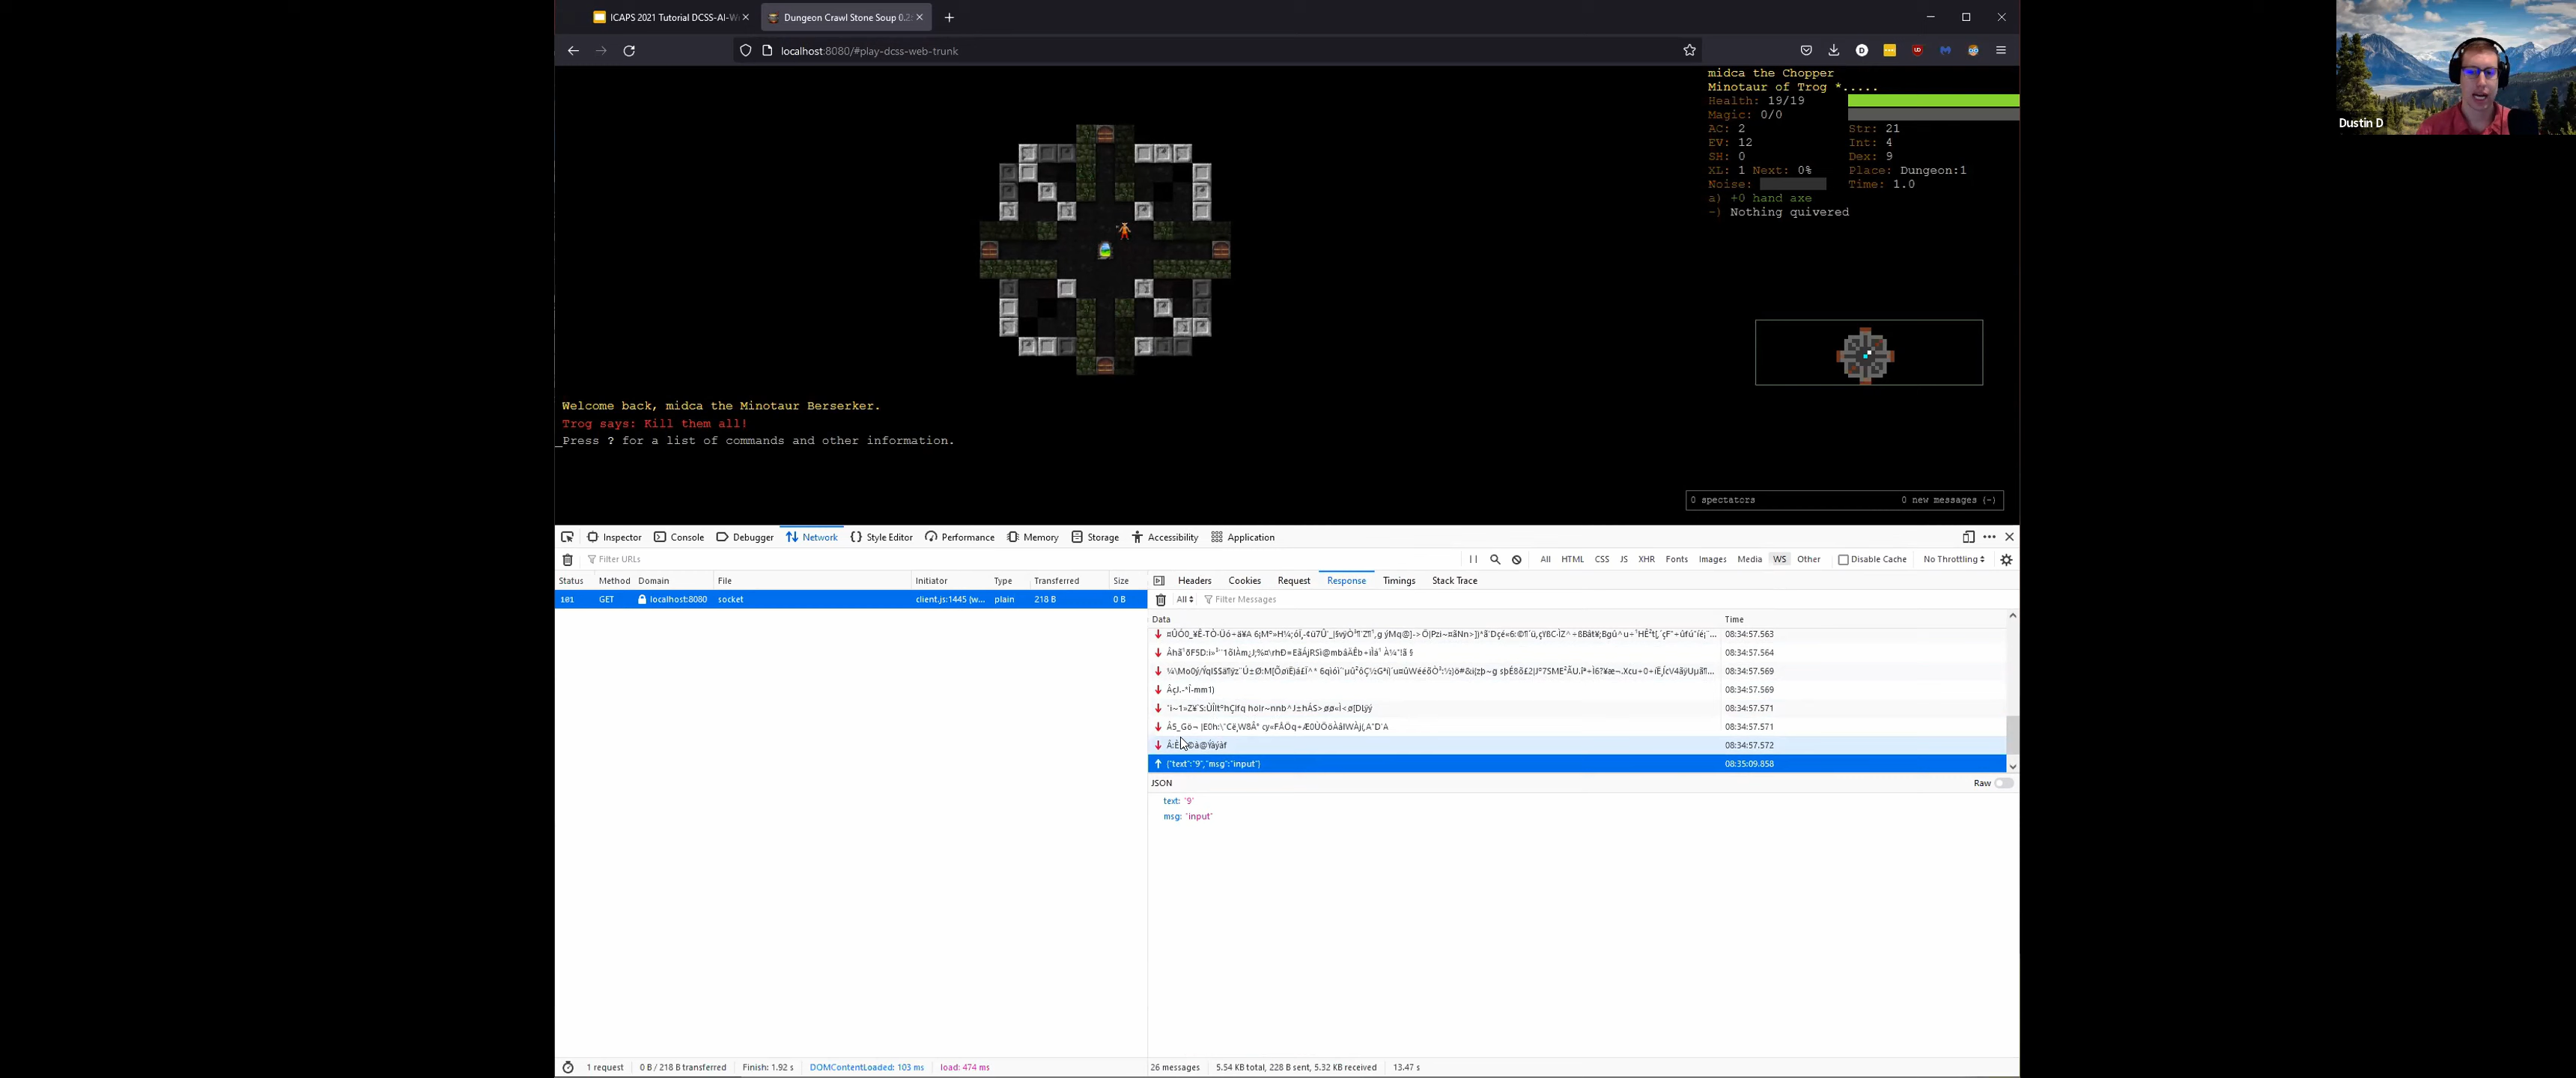 ICAPS 2021 Tutorial DCSS-AI-W
Dungeon Crawl Stone Soup 0.2
localhost:8080/#play-dcss-web-trunk
midca the Chopper
Minotaur of Trog *.....
Health: 19/19
Magic: 0/0
AC: 2 Str: 21
EV: 12 Int: 4
SH: 0 Dex: 9
XL: 1 Next: 0% Place: Dungeon:1
Noise: Time: 1.0
a) +0 hand axe
-) Nothing quivered
Dustin D
Welcome back, midca the Minotaur Berserker.
Trog says: Kill them all!
_Press ? for a list of commands and other information.
0 spectators 0 new messages (-)
Inspector Console Debugger Network Style Editor Performance Memory Storage Accessibility Application
Filter URLs
All HTML CSS JS XHR Fonts Images Media WS Other Disable Cache No Throttling
Status Method Domain File Initiator Type Transferred Size
101 GET localhost:8080 socket client.js:1445 (w... plain 218 B 0 B
Headers Cookies Request Response Timings Stack Trace
All Filter Messages
Data Time
08:34:57.563
08:34:57.564
08:34:57.569
08:34:57.569
08:34:57.571
08:34:57.571
08:34:57.572
{"text":"9","msg":"input"} 08:35:09.858
JSON Raw
text: "9"
msg: "input"
1 request 0 B / 218 B transferred Finish: 1.92 s DOMContentLoaded: 103 ms load: 474 ms
26 messages 5.54 KB total, 228 B sent, 5.32 KB received 13.47 s